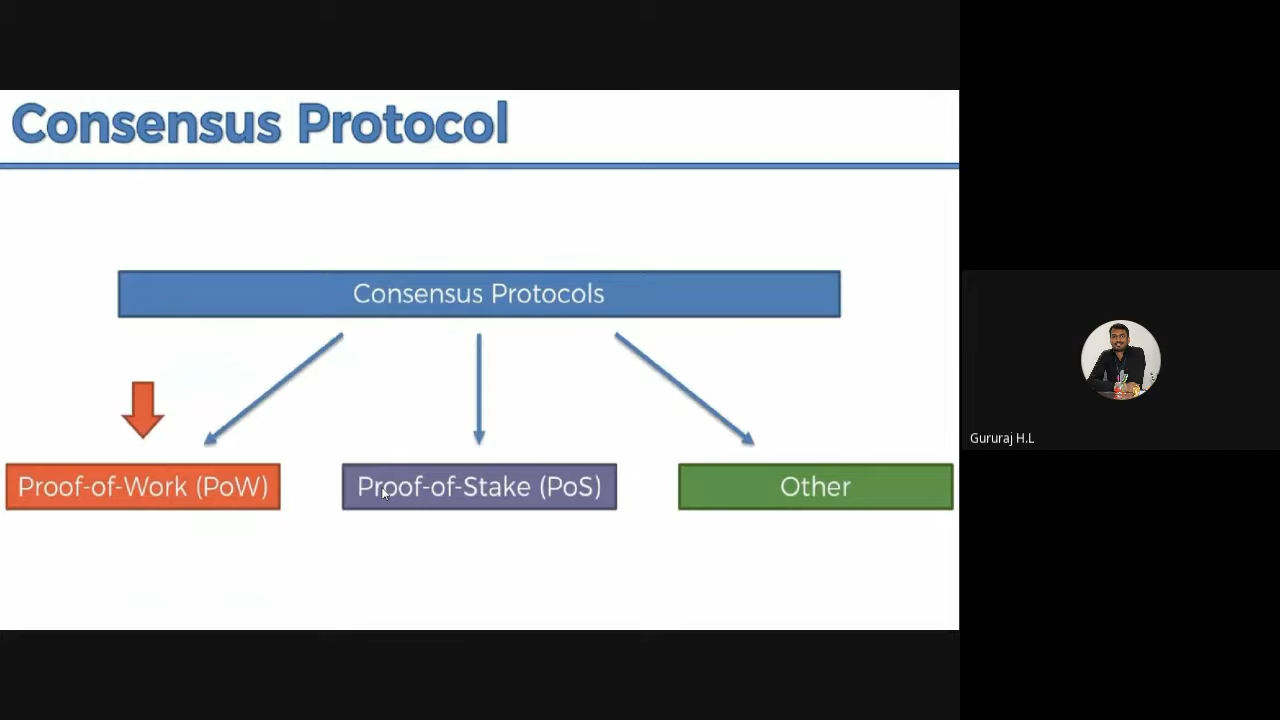 Consensus Protocol
Consensus Protocols
Proof-of-Work (PoW)
Proof-of-Stake (PoS)
Other
Gururaj H.L